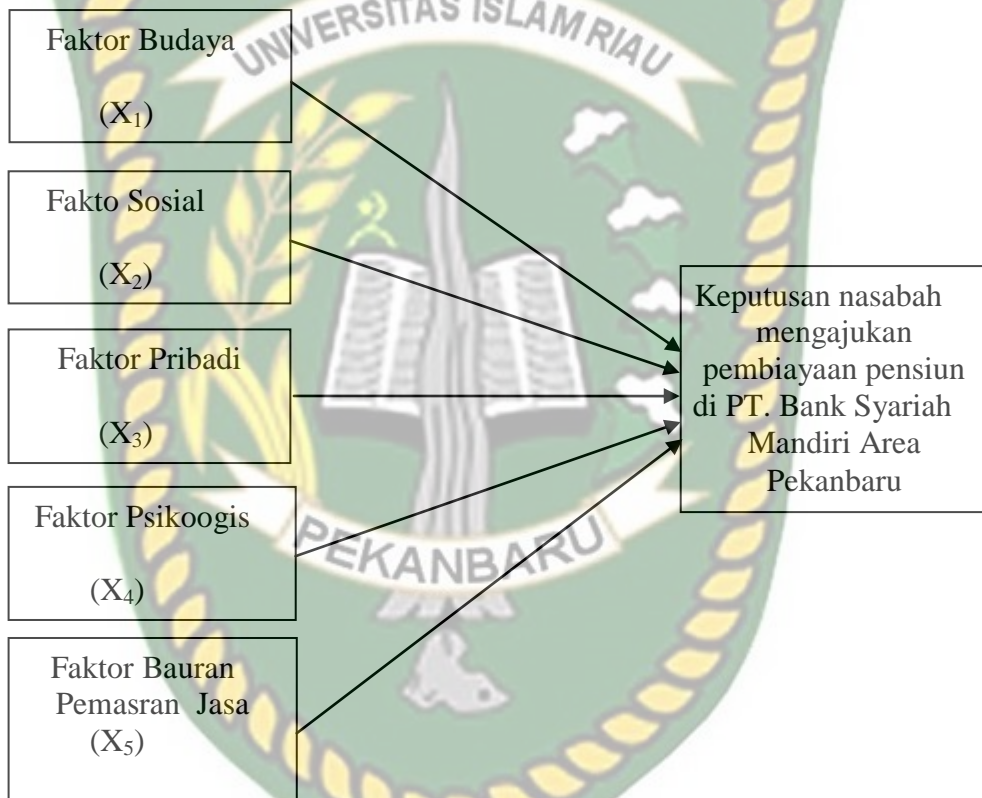 UNIVERSITAS ISLAM RIAU
Faktor Budaya
(X₁)
Fakto Sosial
(X₂)
Faktor Pribadi
(X₃)
Faktor Psikoogis
(X₄)
Faktor Bauran
Pemasran Jasa
(X₅)
Keputusan nasabah
mengajukan
pembiayaan pensiun
di PT. Bank Syariah
Mandiri Area
Pekanbaru
PEKANBARU